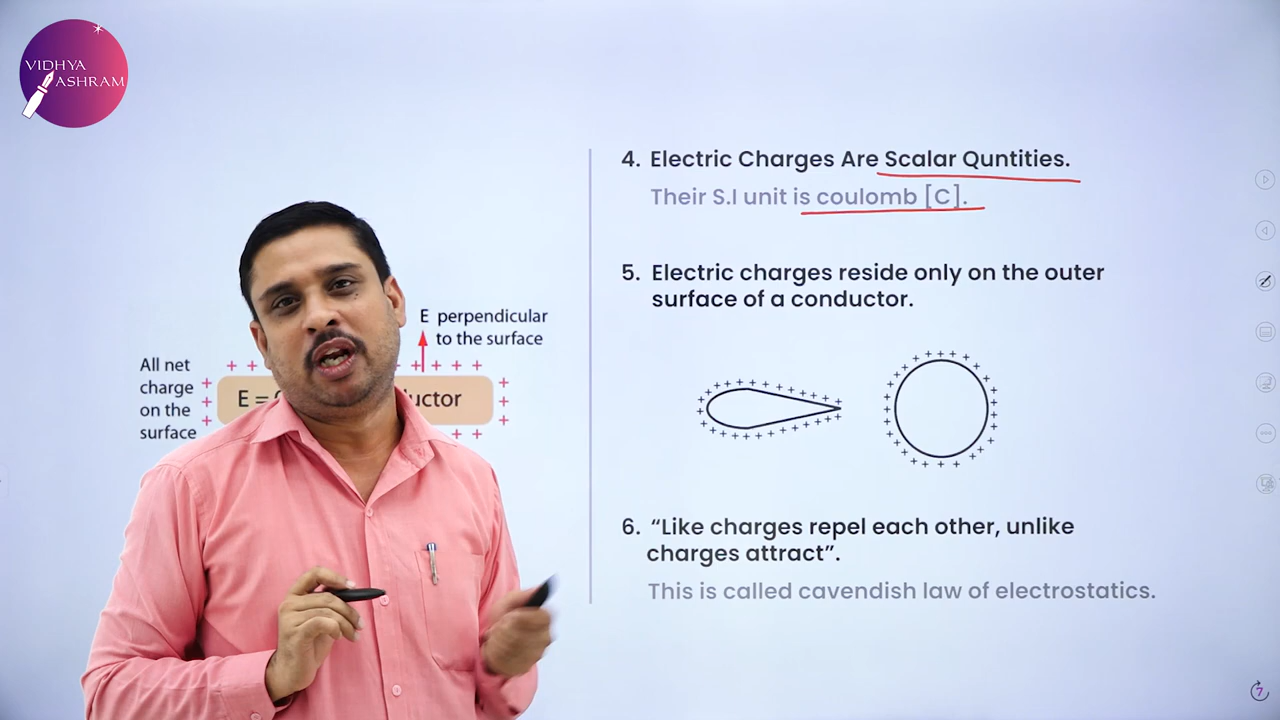 VIDHYA
ASHRAM
4. Electric Charges Are Scalar Quntities.
Their S.I unit is coulomb [C].
5. Electric charges reside only on the outer
surface of a conductor.
E perpendicular
to the surface
All net
charge
on the
surface
E =
6. “Like charges repel each other, unlike
charges attract”.
This is called cavendish law of electrostatics.
7